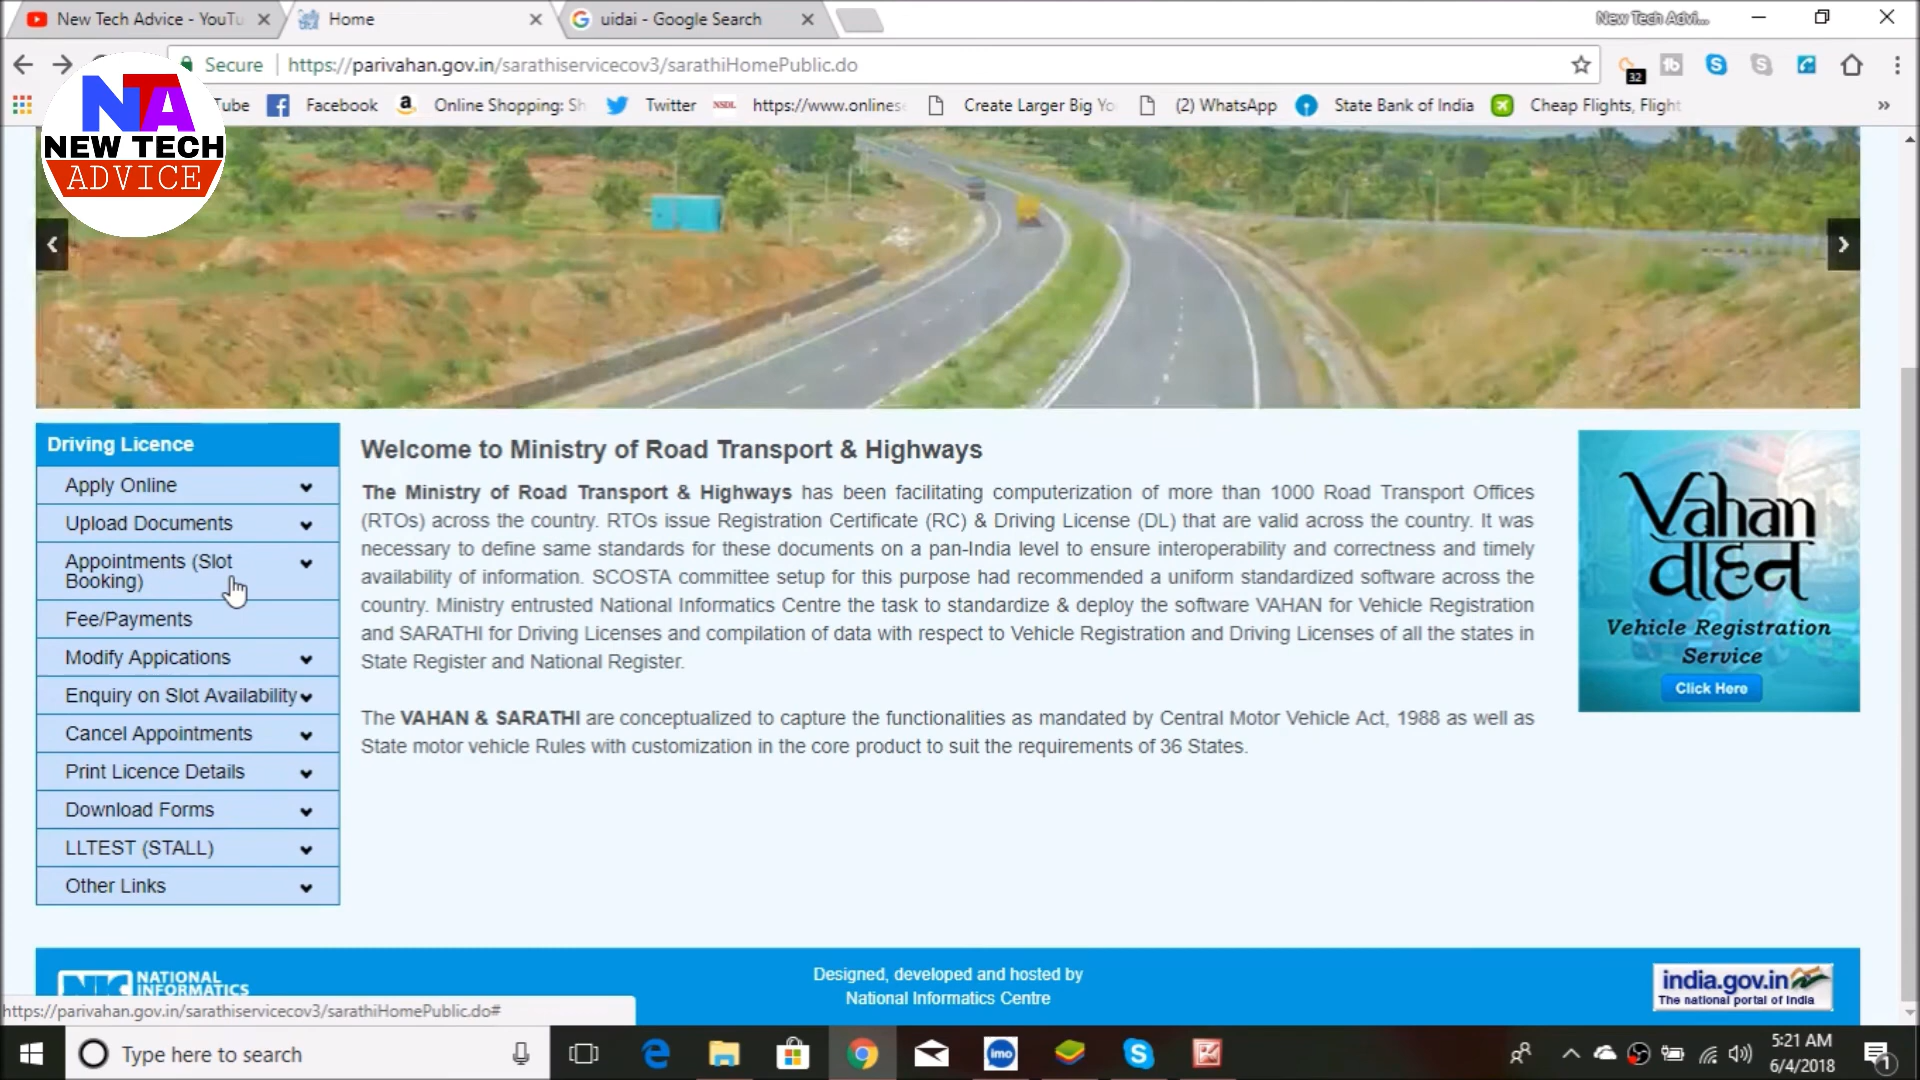 New Tech Advice - YouTu
Home
uidai - Google Search
New Tech Advi...
Secure
https://parivahan.gov.in/sarathiservicecov3/sarathiHomePublic.do
32
Tube
Facebook
Online Shopping: Sh
Twitter
NSDL
https://www.onlinese
Create Larger Big Yo
(2) WhatsApp
State Bank of India
Cheap Flights, Flight
»
NA
NEW TECH
ADVICE
Driving Licence
Apply Online
Upload Documents
Appointments (Slot
Booking)
Fee/Payments
Modify Appications
Enquiry on Slot Availability
Cancel Appointments
Print Licence Details
Download Forms
LLTEST (STALL)
Other Links
Welcome to Ministry of Road Transport & Highways
The Ministry of Road Transport & Highways has been facilitating computerization of more than 1000 Road Transport Offices
(RTOs) across the country. RTOs issue Registration Certificate (RC) & Driving License (DL) that are valid across the country. It was
necessary to define same standards for these documents on a pan-India level to ensure interoperability and correctness and timely
availability of information. SCOSTA committee setup for this purpose had recommended a uniform standardized software across the
country. Ministry entrusted National Informatics Centre the task to standardize & deploy the software VAHAN for Vehicle Registration
and SARATHI for Driving Licenses and compilation of data with respect to Vehicle Registration and Driving Licenses of all the states in
State Register and National Register.
The VAHAN & SARATHI are conceptualized to capture the functionalities as mandated by Central Motor Vehicle Act, 1988 as well as
State motor vehicle Rules with customization in the core product to suit the requirements of 36 States.
Vahan
वाहन
Vehicle Registration
Service
Click Here
NIC NATIONAL
INFORMATICS
Designed, developed and hosted by
National Informatics Centre
india.gov.in
The national portal of India
https://parivahan.gov.in/sarathiservicecov3/sarathiHomePublic.do#
Type here to search
imo
5:21 AM
6/4/2018
1